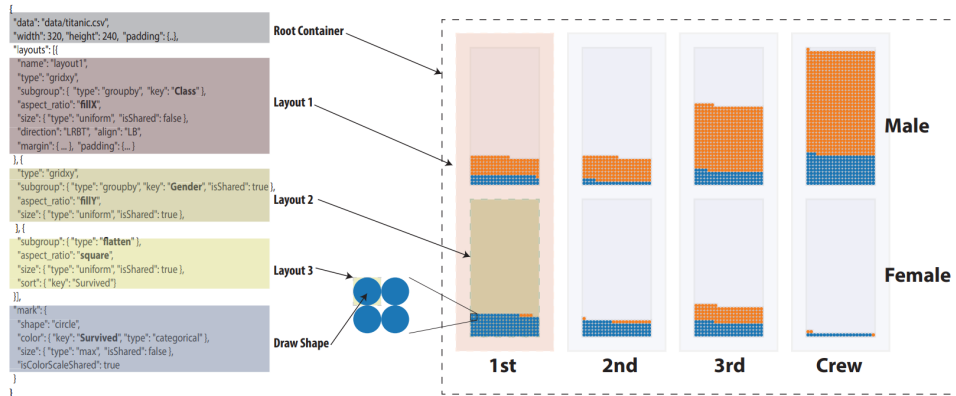 {
"data": "data/titanic.csv",
"width": 320, "height": 240, "padding": {..},
"layouts": [{
"name": "layout1",
"type": "gridxy",
"subgroup": { "type": "groupby", "key": "Class" },
"aspect_ratio": "fillX",
"size": { "type": "uniform", "isShared": false },
"direction": "LRBT", "align": "LB",
"margin": { ... }, "padding": {... }
}, {
"type": "gridxy",
"subgroup": { "type": "groupby", "key": "Gender", "isShared": true },
"aspect_ratio": "fillY",
"size": { "type": "uniform", "isShared": true },
}, {
"subgroup": { "type": "flatten" },
"aspect_ratio": "square",
"size": { "type": "uniform", "isShared": true },
"sort": { "key": "Survived"}
}],
"mark": {
"shape": "circle",
"color": { "key": "Survived", "type": "categorical" },
"size": { "type": "max", "isShared": false },
"isColorScaleShared": true
}
}
Root Container
Layout 1
Layout 2
Layout 3
Draw Shape
Male
Female
1st
2nd
3rd
Crew